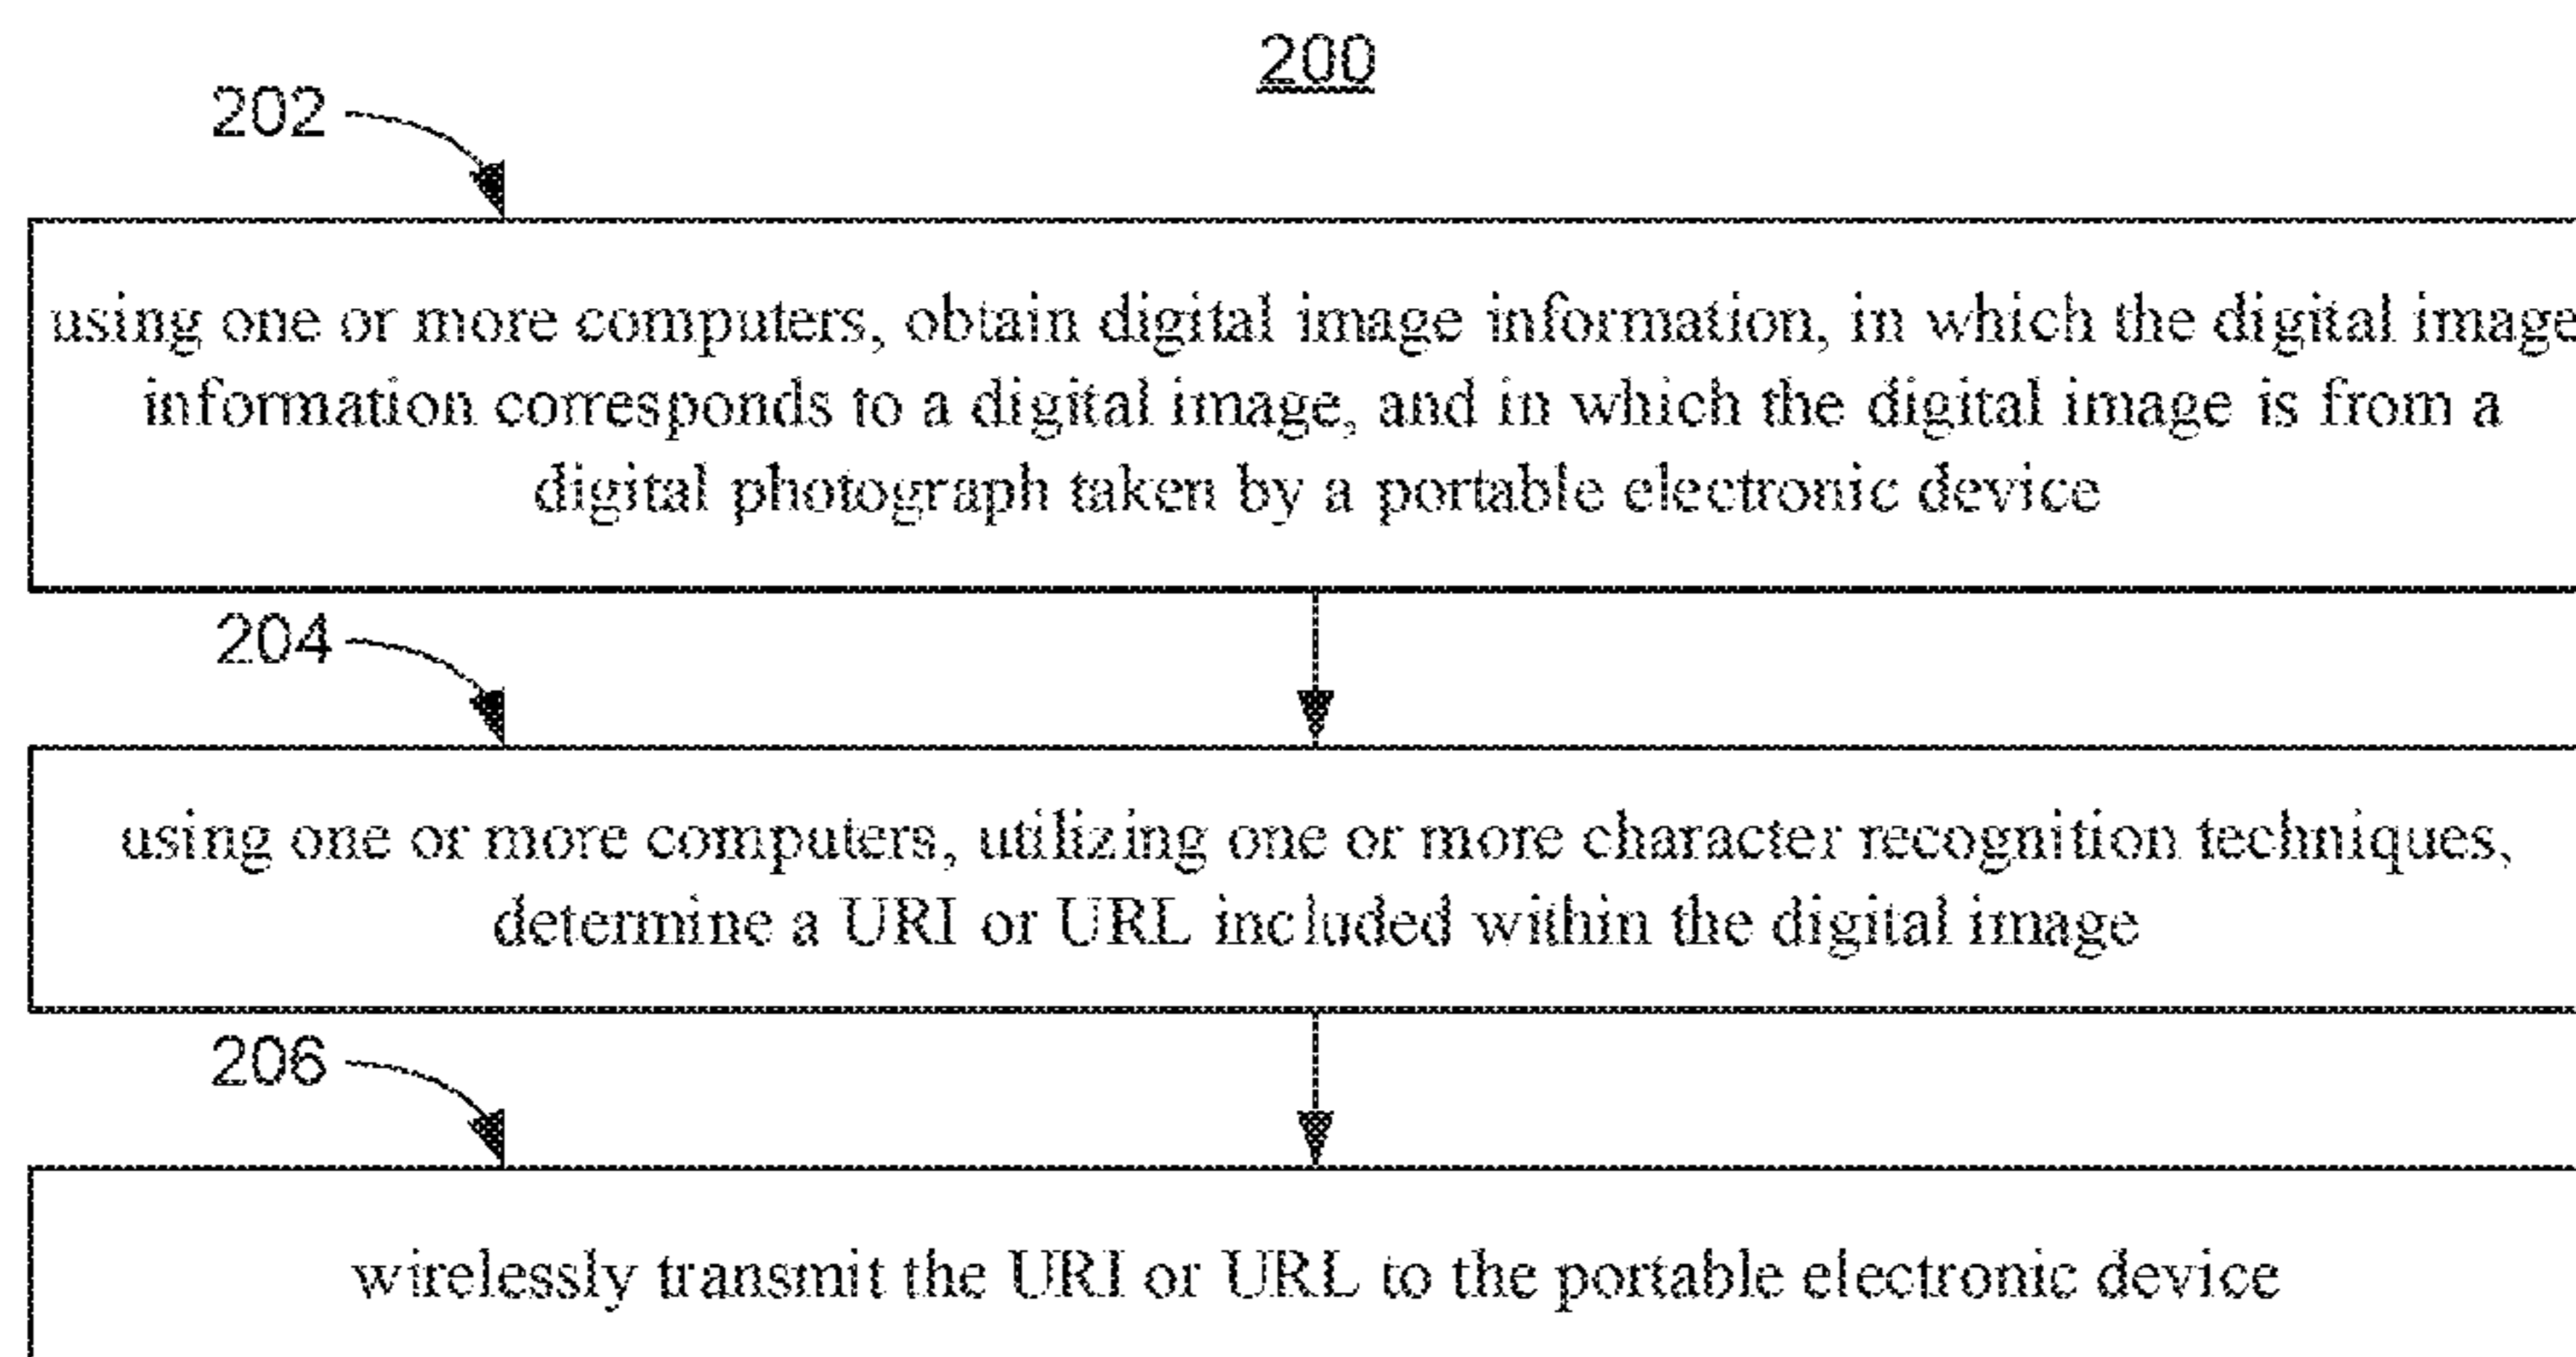 200
202
using one or more computers, obtain digital image information, in which the digital image
information corresponds to a digital image, and in which the digital image is from a
digital photograph taken by a portable electronic device
204
using one or more computers, utilizing one or more character recognition techniques,
determine a URI or URL included within the digital image
206
wirelessly transmit the URI or URL to the portable electronic device